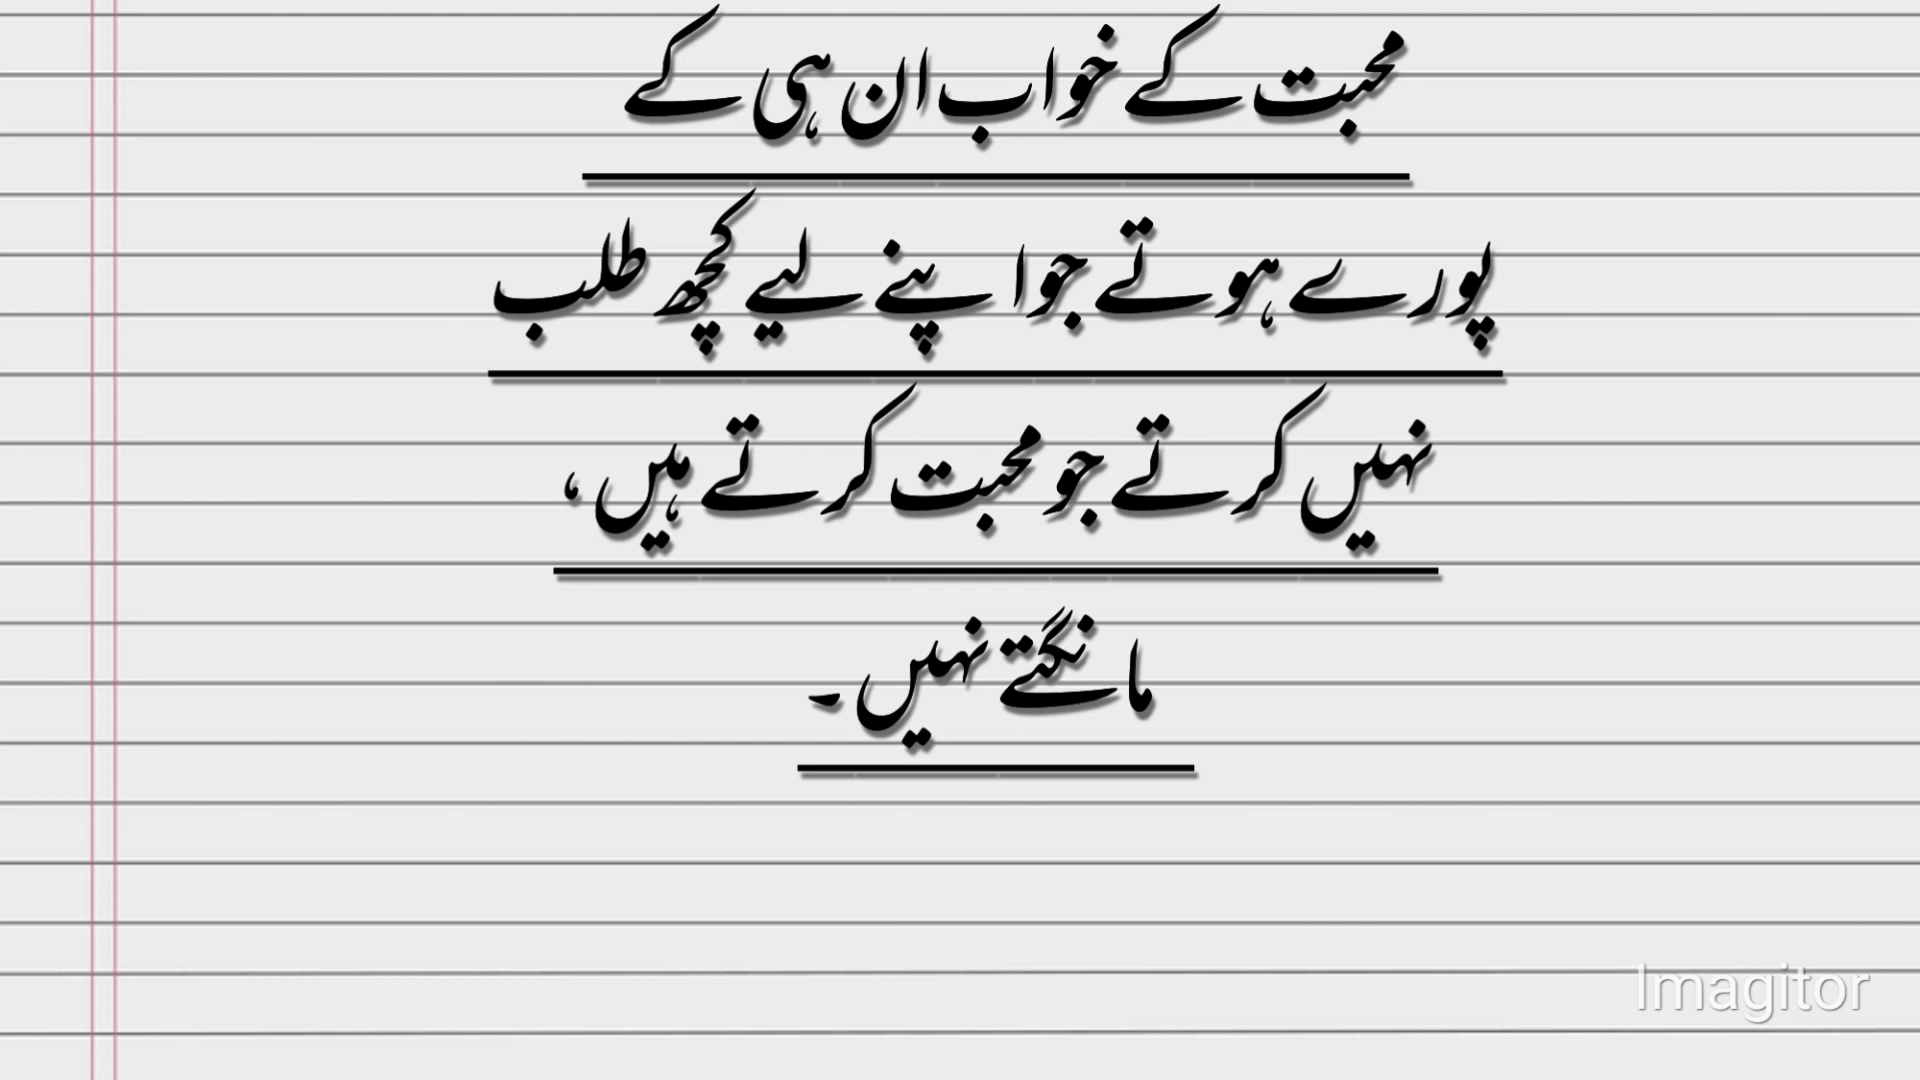 محبت کے خواب ان ہی کے
پورے ہوتے جو اپنے لیے کچھ طلب
نہیں کرتے جو محبت کرتے ہیں،
مانگتے نہیں۔
Imagitor